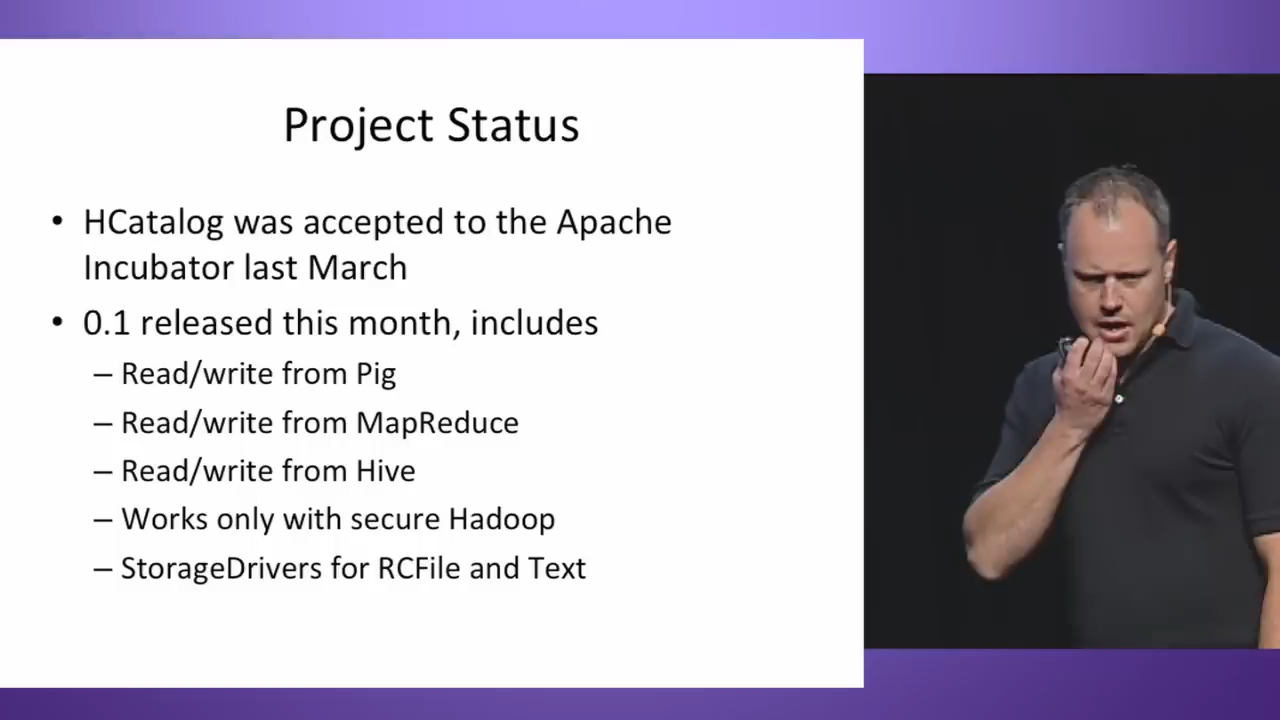 Project Status
• HCatalog was accepted to the Apache
Incubator last March
• 0.1 released this month, includes
– Read/write from Pig
– Read/write from MapReduce
– Read/write from Hive
– Works only with secure Hadoop
– StorageDrivers for RCFile and Text